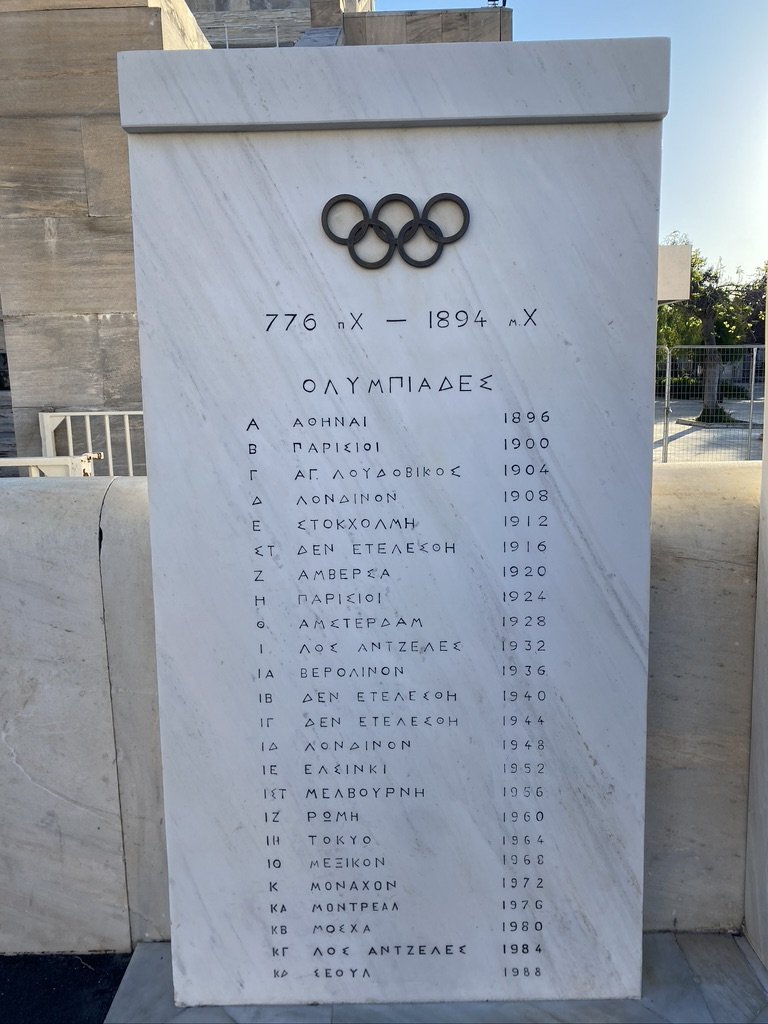 776 πΧ — 1894 μ.Χ
ΟΛΥΜΠΙΑΔΕΣ
Α ΑΘΗΝΑΙ 1896
Β ΠΑΡΙΣΙΟΙ 1900
Γ ΑΓ. ΛΟΥΔΟΒΙΚΟΣ 1904
Δ ΛΟΝΔΙΝΟΝ 1908
Ε ΣΤΟΚΧΟΛΜΗ 1912
ΣΤ ΔΕΝ ΕΤΕΛΕΣΘΗ 1916
Ζ ΑΜΒΕΡΣΑ 1920
Η ΠΑΡΙΣΙΟΙ 1924
Θ ΑΜΣΤΕΡΔΑΜ 1928
Ι ΛΟΣ ΑΝΤΖΕΛΕΣ 1932
ΙΑ ΒΕΡΟΛΙΝΟΝ 1936
ΙΒ ΔΕΝ ΕΤΕΛΕΣΘΗ 1940
ΙΓ ΔΕΝ ΕΤΕΛΕΣΘΗ 1944
ΙΔ ΛΟΝΔΙΝΟΝ 1948
ΙΕ ΕΛΣΙΝΚΙ 1952
ΙΣΤ ΜΕΛΒΟΥΡΝΗ 1956
ΙΖ ΡΩΜΗ 1960
ΙΗ ΤΟΚΥΟ 1964
ΙΘ ΜΕΞΙΚΟΝ 1968
Κ ΜΟΝΑΧΟΝ 1972
ΚΑ ΜΟΝΤΡΕΑΛ 1976
ΚΒ ΜΟΣΧΑ 1980
ΚΓ ΛΟΣ ΑΝΤΖΕΛΕΣ 1984
ΚΔ ΣΕΟΥΛ 1988